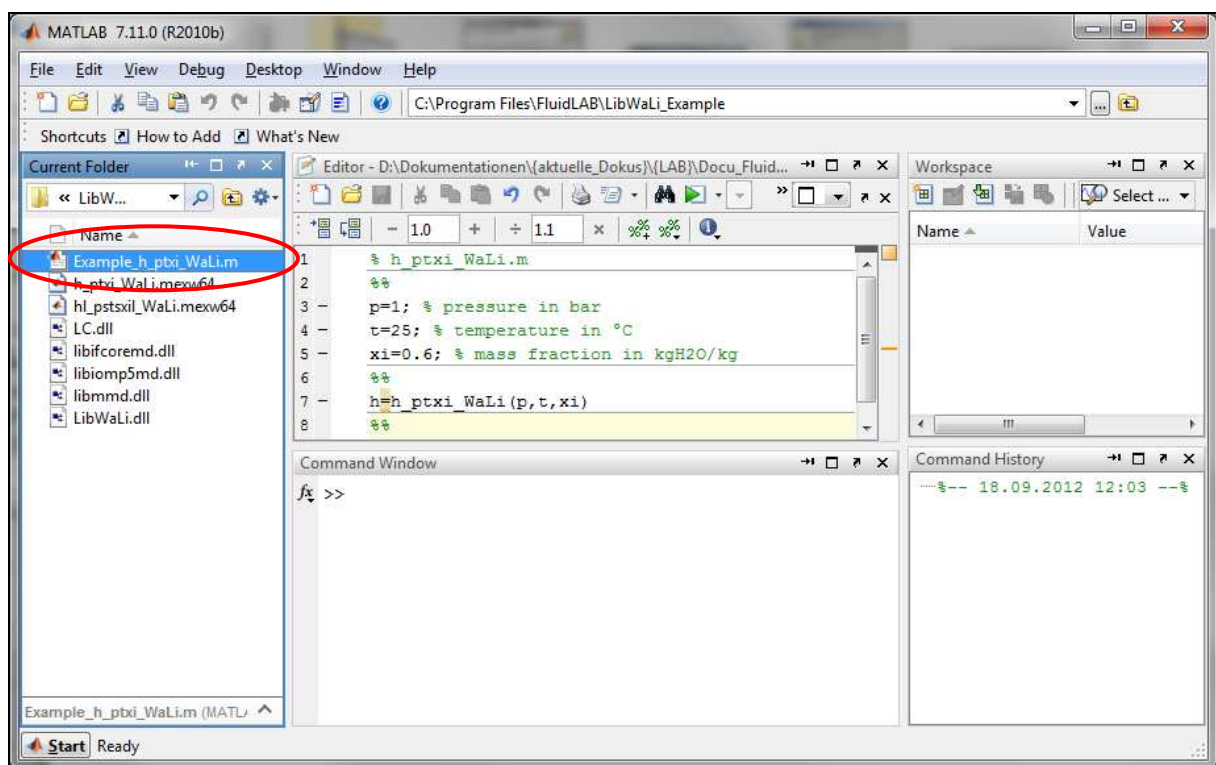 MATLAB 7.11.0 (R2010b)
File Edit View Debug Desktop Window Help
C:\Program Files\FluidLAB\LibWaLi_Example
Shortcuts How to Add What's New
Current Folder
« LibW...
Name
Example_h_ptxi_WaLi.m
h_ptxi_WaLi.mexw64
hl_pstsxil_WaLi.mexw64
LC.dll
libifcoremd.dll
libiomp5md.dll
libmmd.dll
LibWaLi.dll
Example_h_ptxi_WaLi.m (MATL
Editor - D:\Dokumentationen\{aktuelle_Dokus}\{LAB}\Docu_Fluid...
− 1.0 + ÷ 1.1 ×
1 % h_ptxi_WaLi.m
2 %%
3 − p=1; % pressure in bar
4 − t=25; % temperature in °C
5 − xi=0.6; % mass fraction in kgH2O/kg
6 %%
7 − h=h_ptxi_WaLi(p,t,xi)
8 %%
Command Window
fx >>
Workspace
Select ...
Name Value
Command History
%-- 18.09.2012 12:03 --%
Start Ready